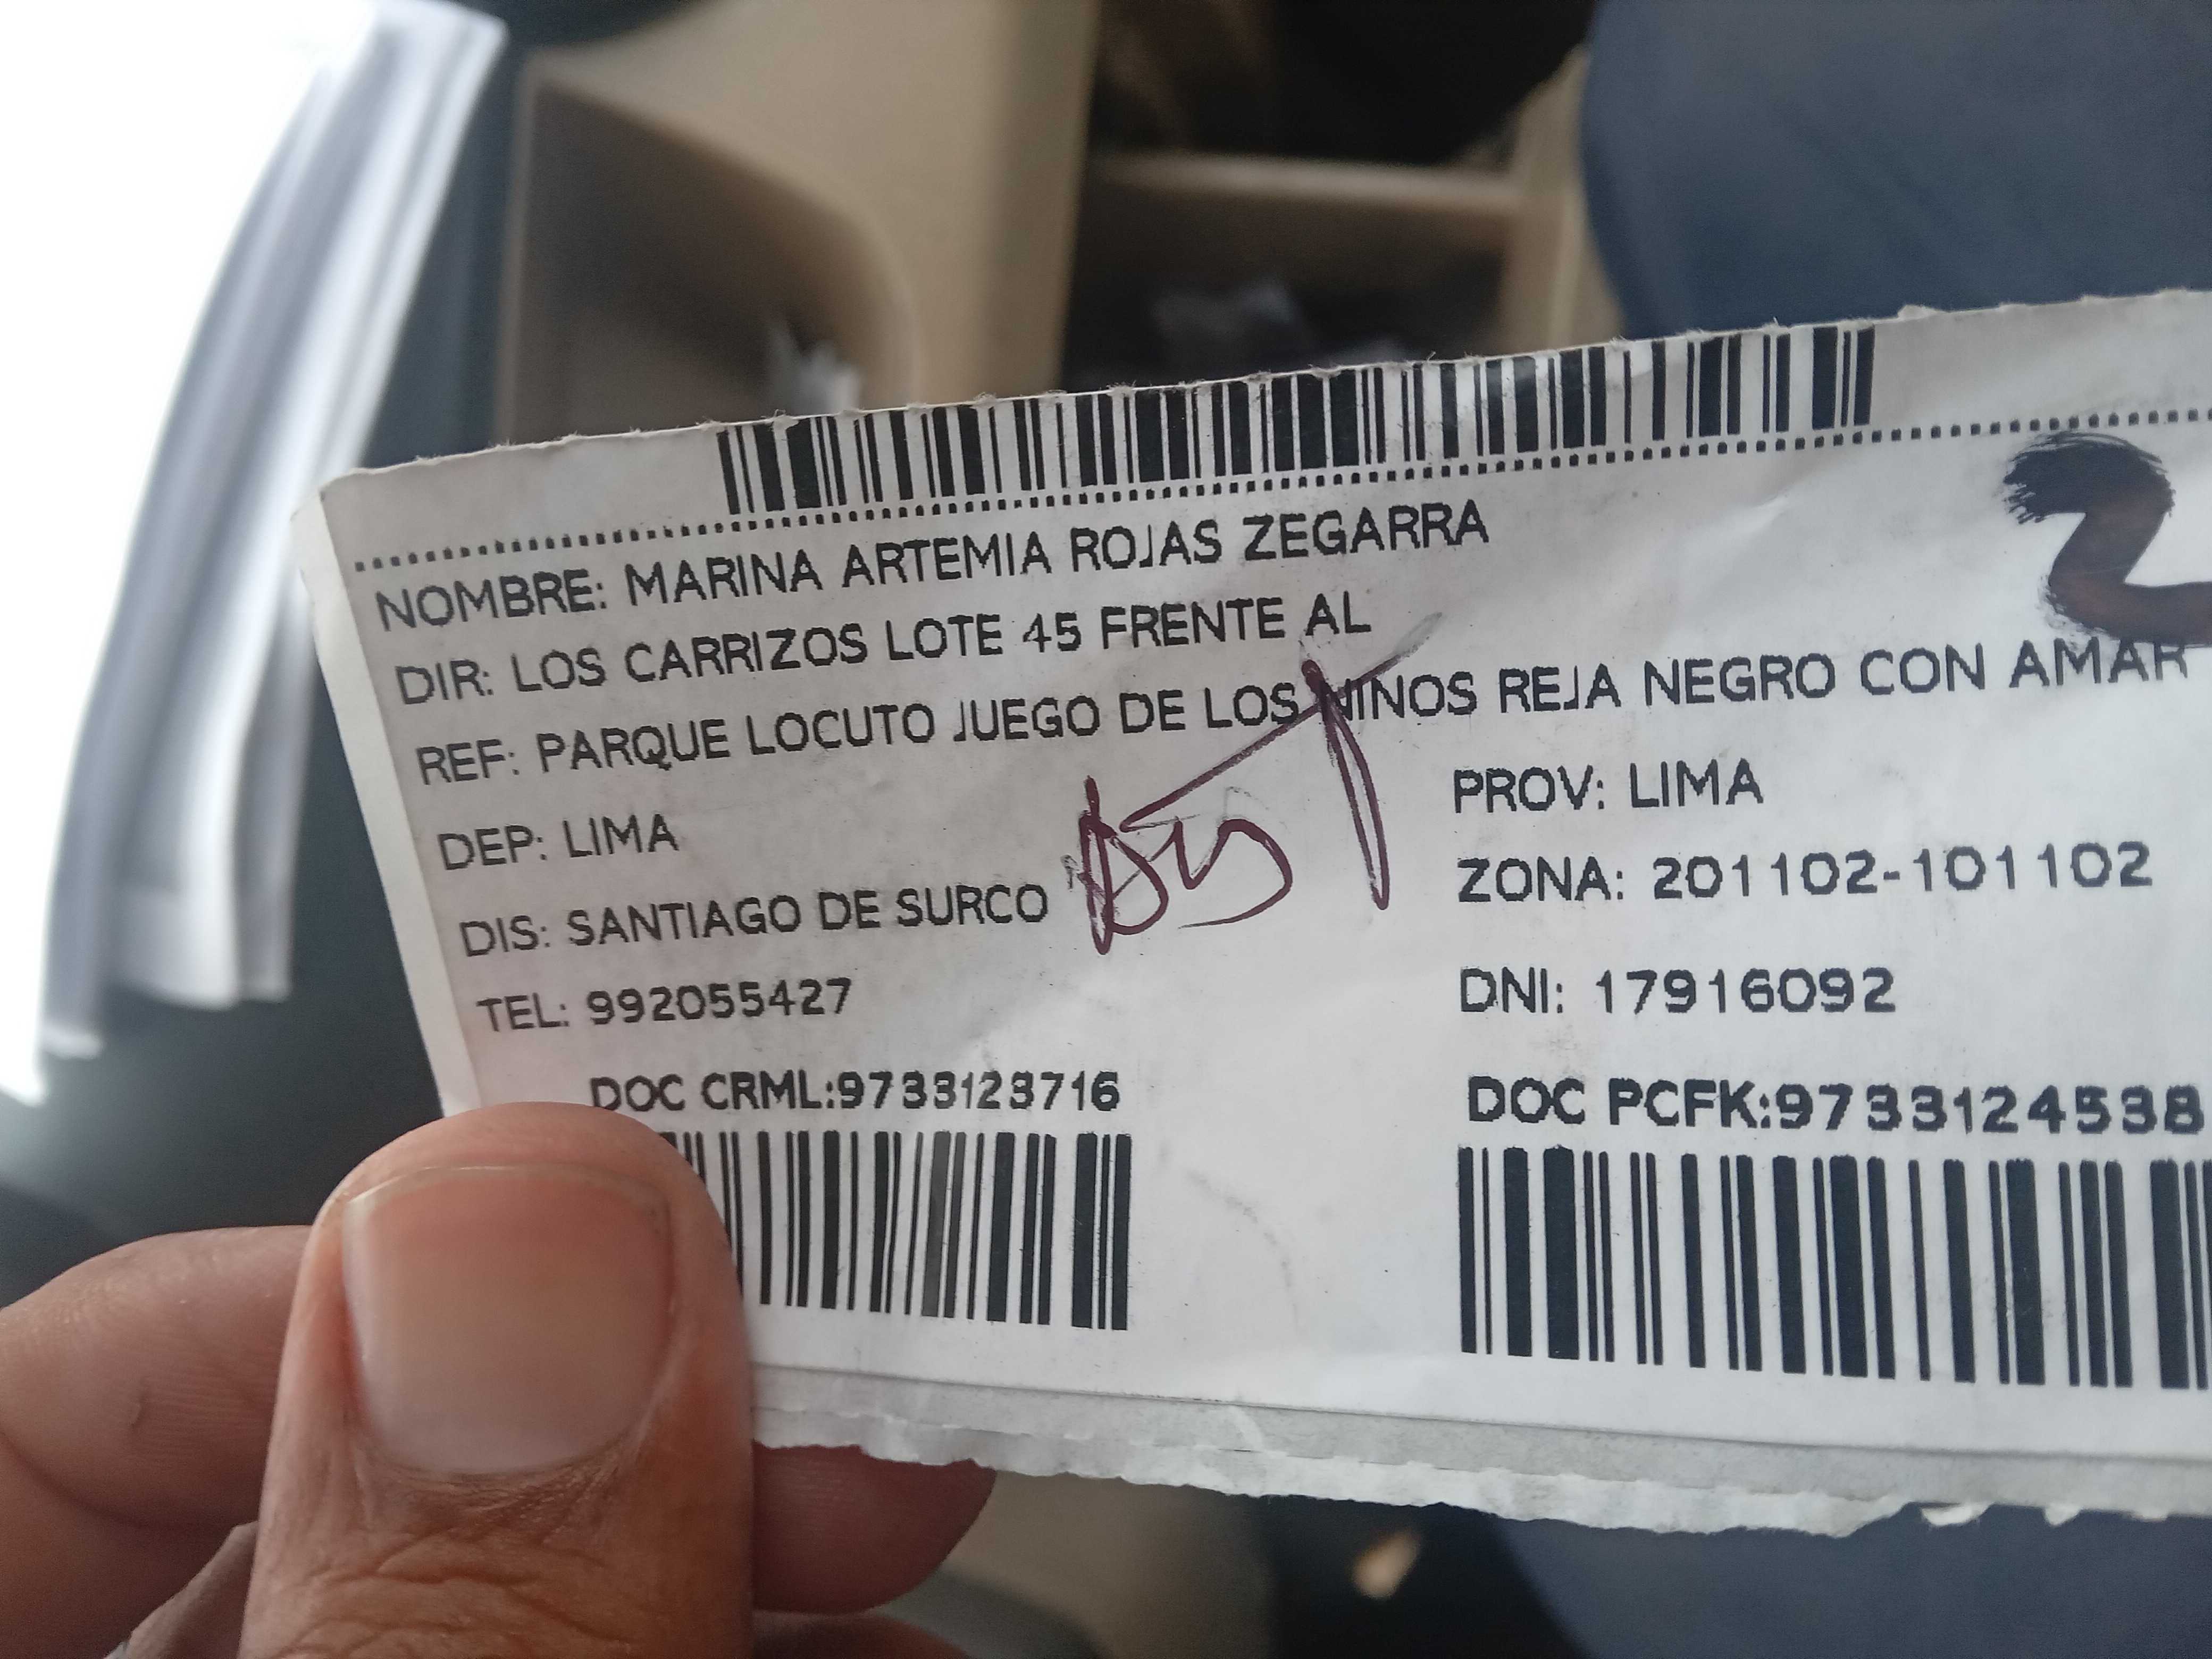 NOMBRE: MARINA ARTEMIA ROJAS ZEGARRA
DIR: LOS CARRIZOS LOTE 45 FRENTE AL
REF: PARQUE LOCUTO JUEGO DE LOS NINOS REJA NEGRO CON AMAR
DEP: LIMA
PROV: LIMA
DIS: SANTIAGO DE SURCO
ZONA: 201102-101102
TEL: 992055427
DNI: 17916092
DOC CRML:9733123716
DOC PCFK:9733124538
2